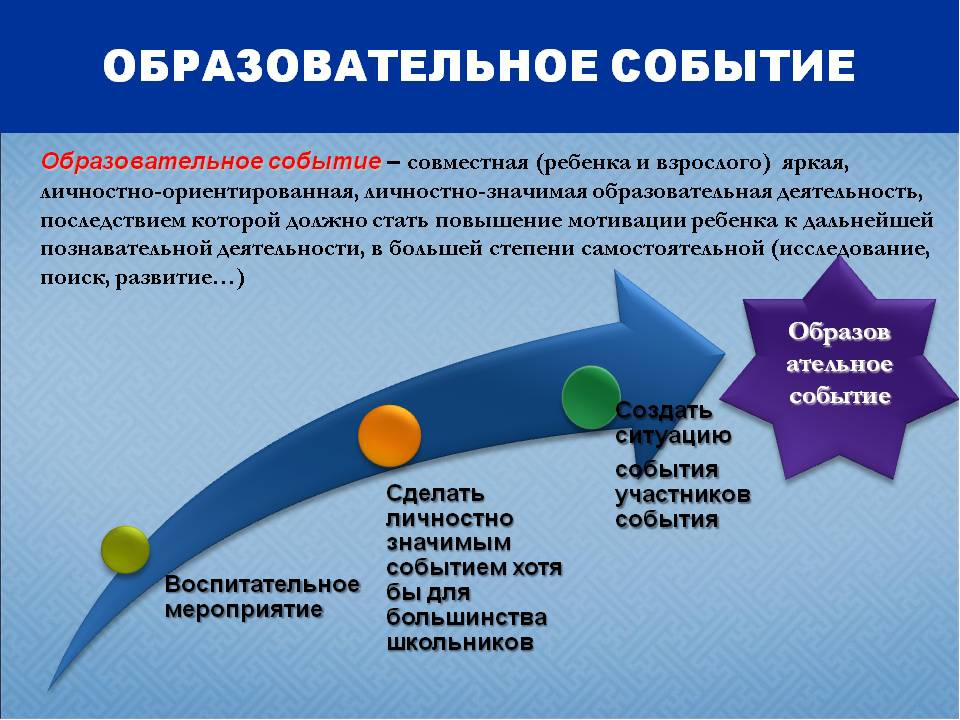 ОБРАЗОВАТЕЛЬНОЕ СОБЫТИЕ
Образовательное событие – совместная (ребенка и взрослого) яркая,
личностно-ориентированная, личностно-значимая образовательная деятельность,
последствием которой должно стать повышение мотивации ребенка к дальнейшей
познавательной деятельности, в большей степени самостоятельной (исследование,
поиск, развитие…)
Воспитательное
мероприятие
Сделать
личностно
значимым
событием хотя
бы для
большинства
школьников
Создать
ситуацию
события
участников
события
Образов
ательное
событие